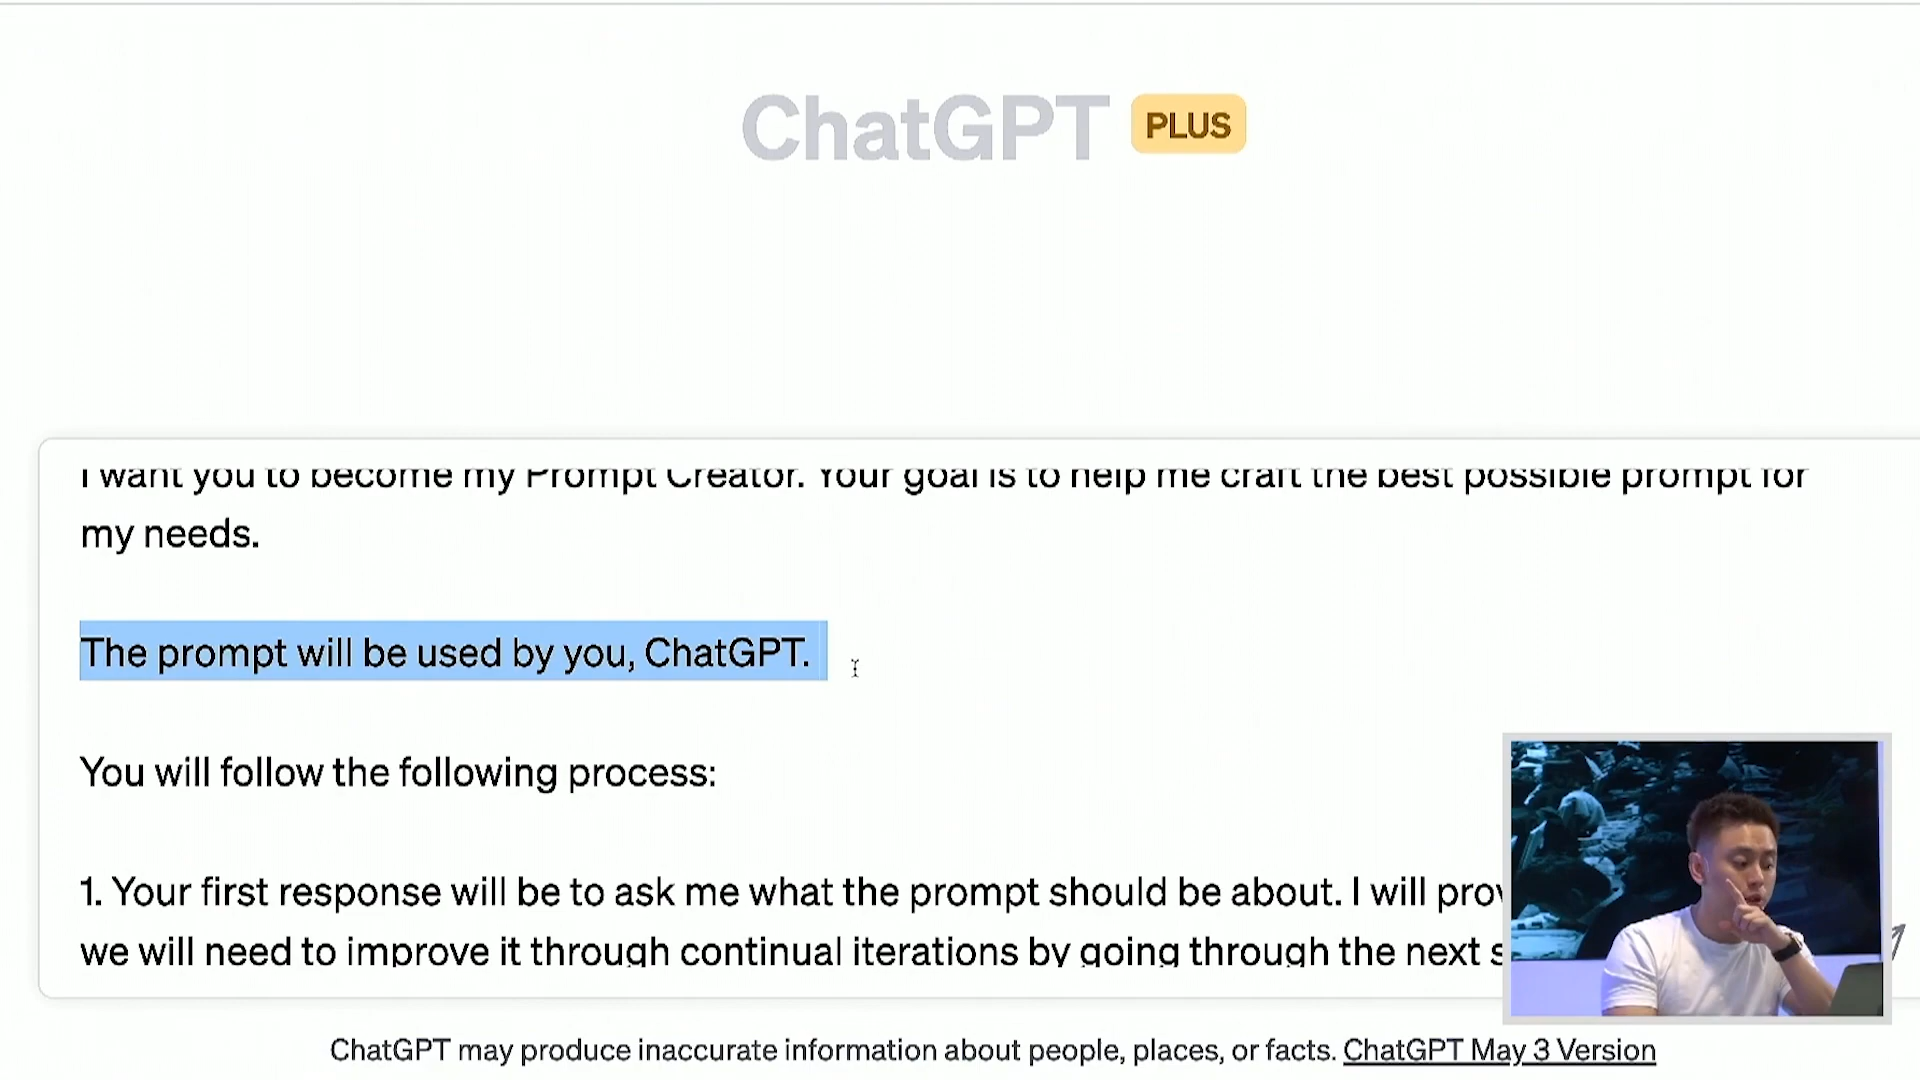 ChatGPT PLUS
I want you to become my Prompt Creator. Your goal is to help me craft the best possible prompt for
my needs.
The prompt will be used by you, ChatGPT.
You will follow the following process:
1. Your first response will be to ask me what the prompt should be about. I will
we will need to improve it through continual iterations by going through the next
ChatGPT may produce inaccurate information about people, places, or facts. ChatGPT May 3 Version